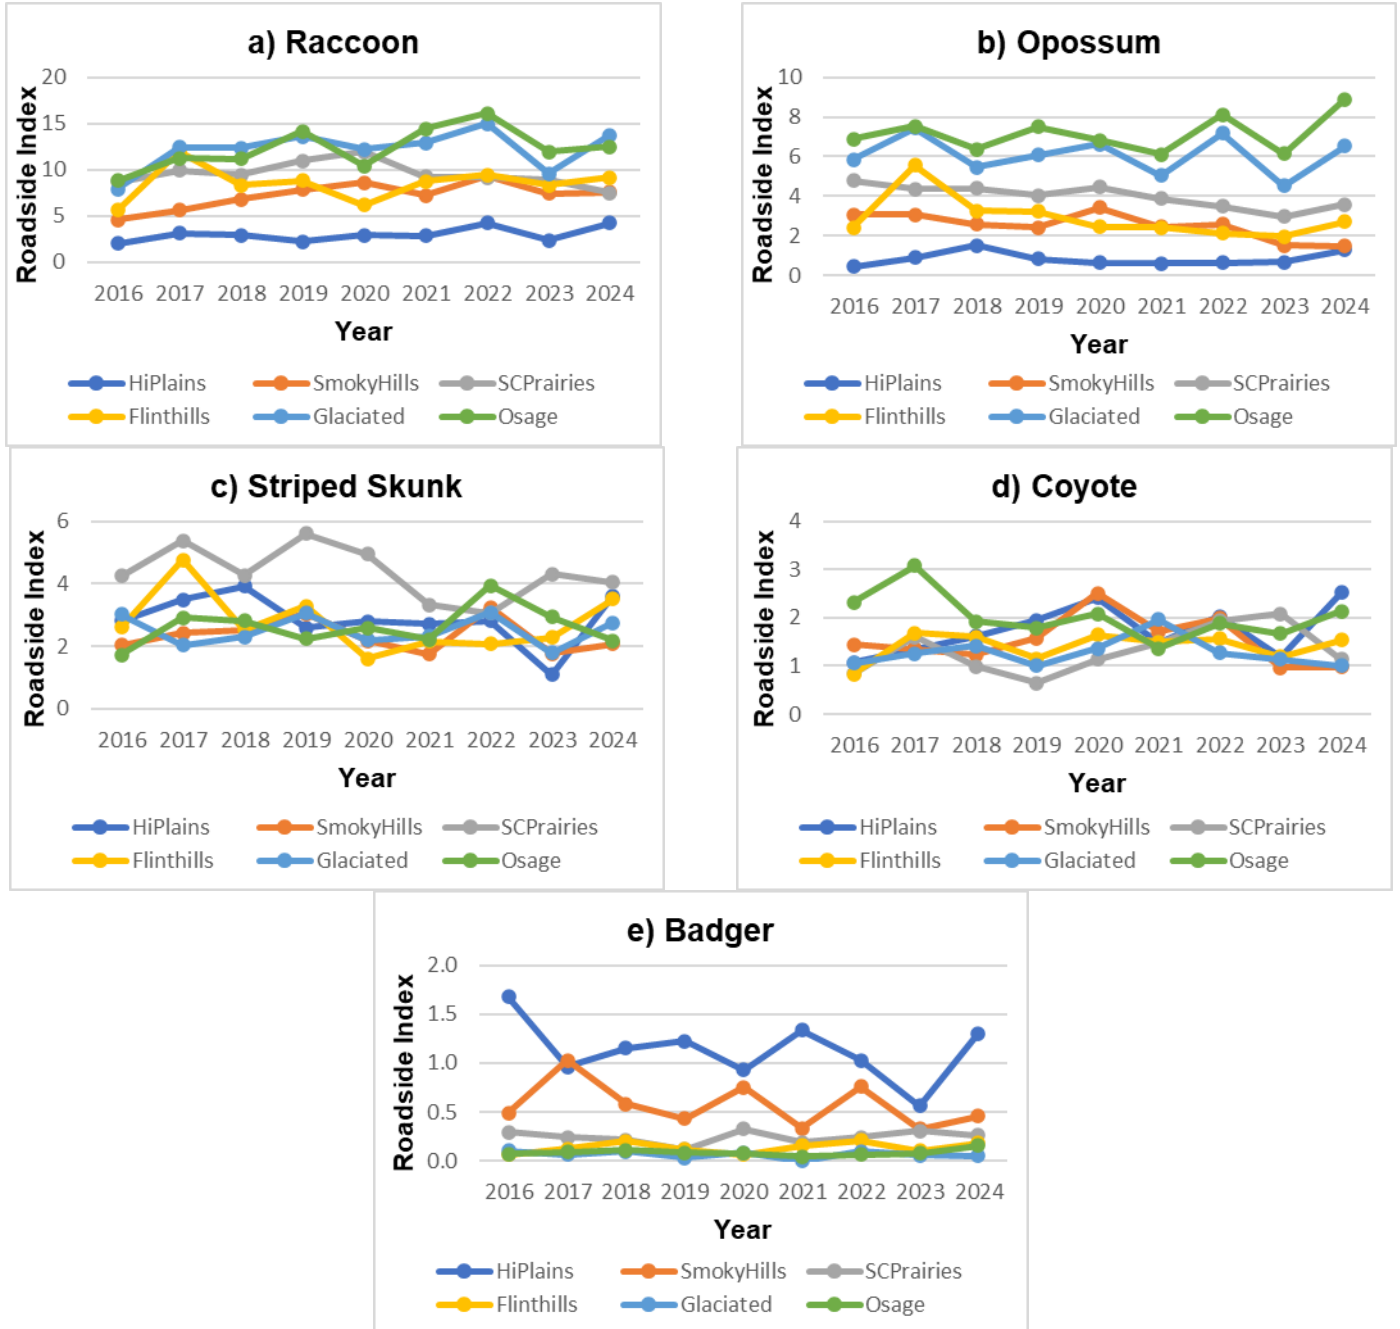 a) Raccoon
Roadside Index
20
15
10
5
0
2016 2017 2018 2019 2020 2021 2022 2023 2024
Year
HiPlains SmokyHills SCPrairies
Flinthills Glaciated Osage
b) Opossum
Roadside Index
10
8
6
4
2
0
2016 2017 2018 2019 2020 2021 2022 2023 2024
Year
HiPlains SmokyHills SCPrairies
Flinthills Glaciated Osage
c) Striped Skunk
Roadside Index
6
4
2
0
2016 2017 2018 2019 2020 2021 2022 2023 2024
Year
HiPlains SmokyHills SCPrairies
Flinthills Glaciated Osage
d) Coyote
Roadside Index
4
3
2
1
0
2016 2017 2018 2019 2020 2021 2022 2023 2024
Year
HiPlains SmokyHills SCPrairies
Flinthills Glaciated Osage
e) Badger
Roadside Index
2.0
1.5
1.0
0.5
0.0
2016 2017 2018 2019 2020 2021 2022 2023 2024
Year
HiPlains SmokyHills SCPrairies
Flinthills Glaciated Osage